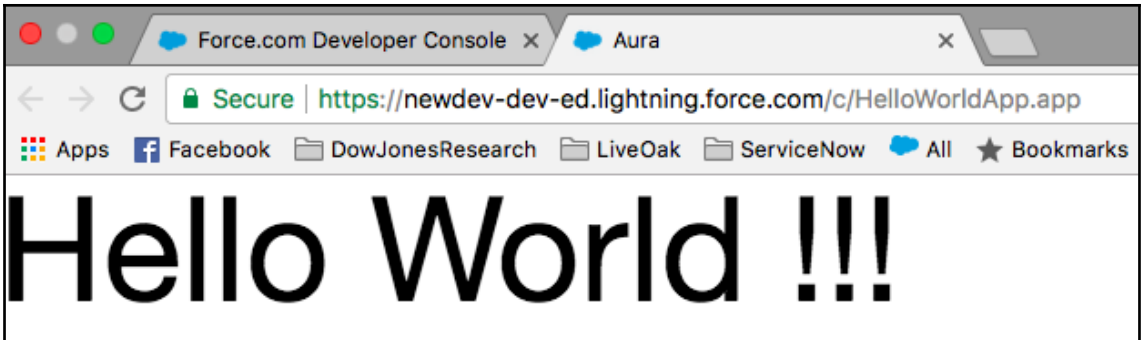 Force.com Developer Console Aura
Secure https://newdev-dev-ed.lightning.force.com/c/HelloWorldApp.app
Apps Facebook DowJonesResearch LiveOak ServiceNow All Bookmarks
Hello World !!!